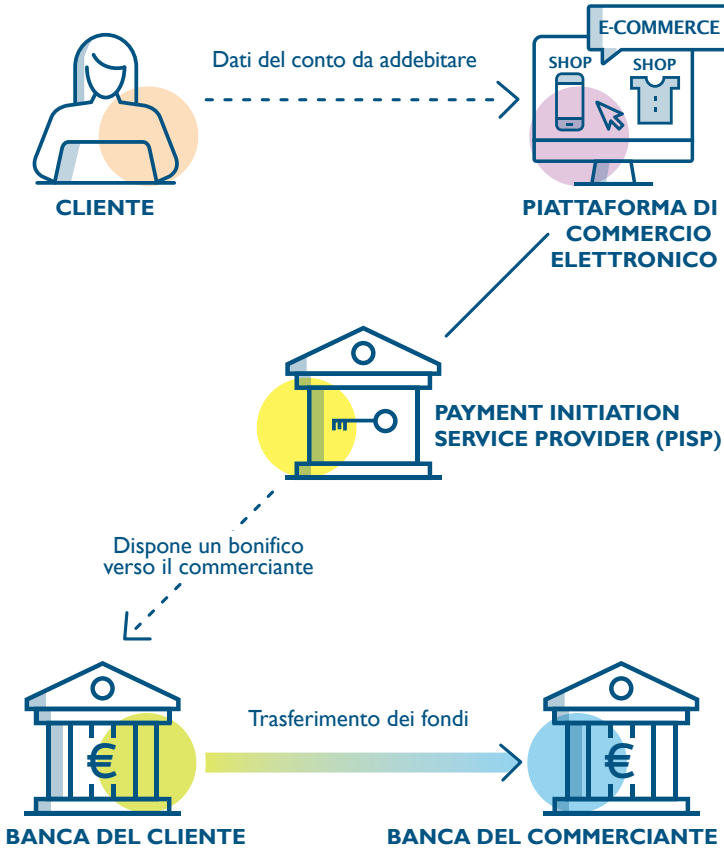 E-COMMERCE
SHOP
SHOP
Dati del conto da addebitare
CLIENTE
PIATTAFORMA DI
COMMERCIO
ELETTRONICO
PAYMENT INITIATION
SERVICE PROVIDER (PISP)
Dispone un bonifico
verso il commerciante
Trasferimento dei fondi
€
€
BANCA DEL CLIENTE
BANCA DEL COMMERCIANTE